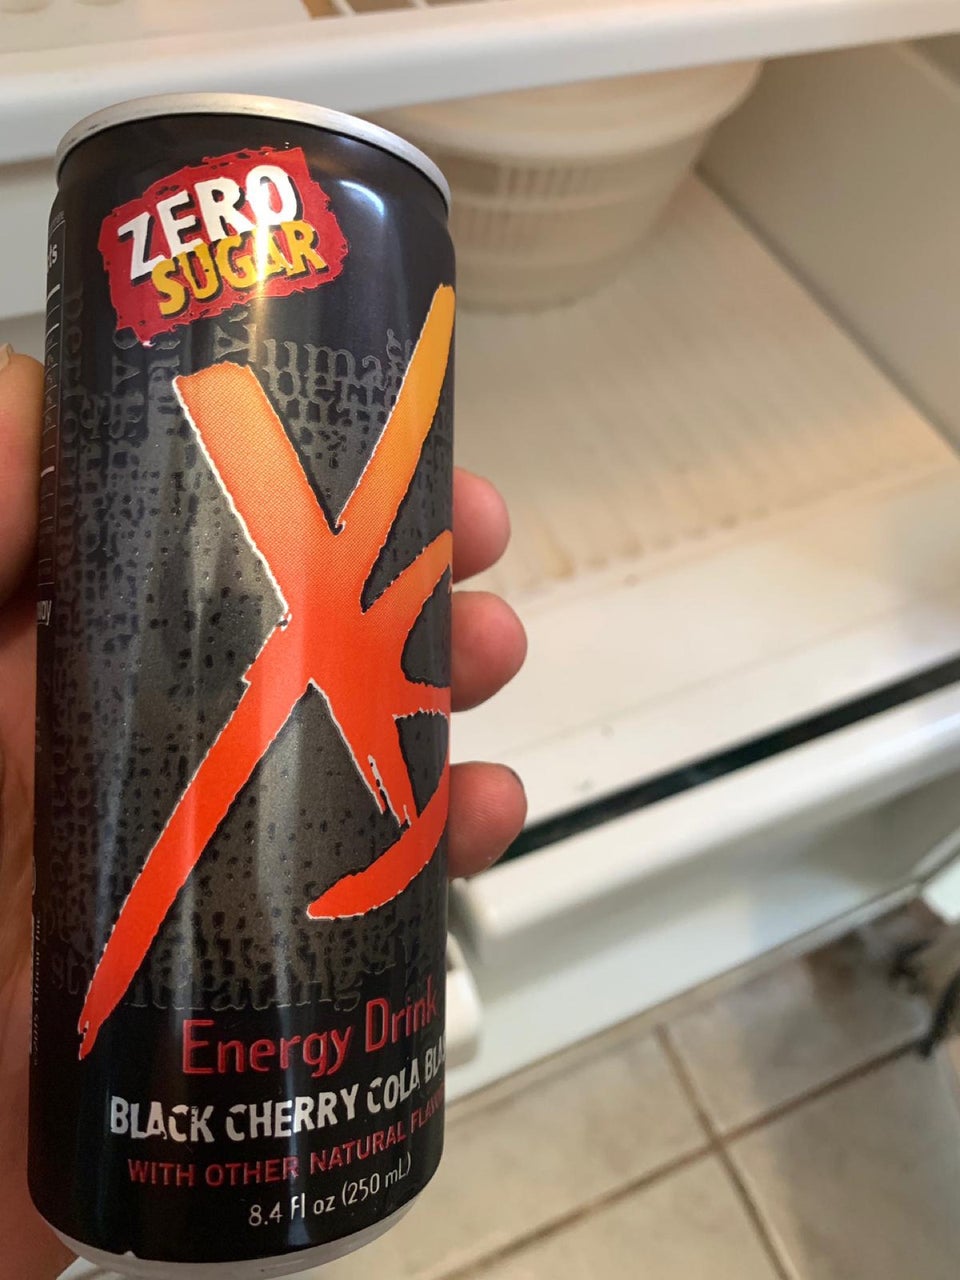 ZERO
SUGAR
XS
Energy Drink
BLACK CHERRY COLA
WITH OTHER NATURAL
8.4 fl oz (250 mL)